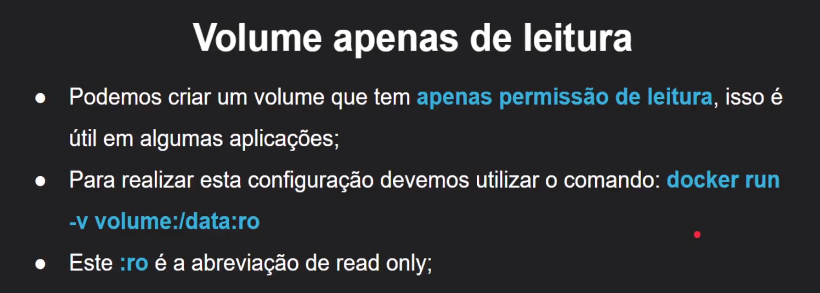 Volume apenas de leitura
● Podemos criar um volume que tem apenas permissão de leitura, isso é
útil em algumas aplicações;
● Para realizar esta configuração devemos utilizar o comando: docker run
-v volume:/data:ro
● Este :ro é a abreviação de read only;